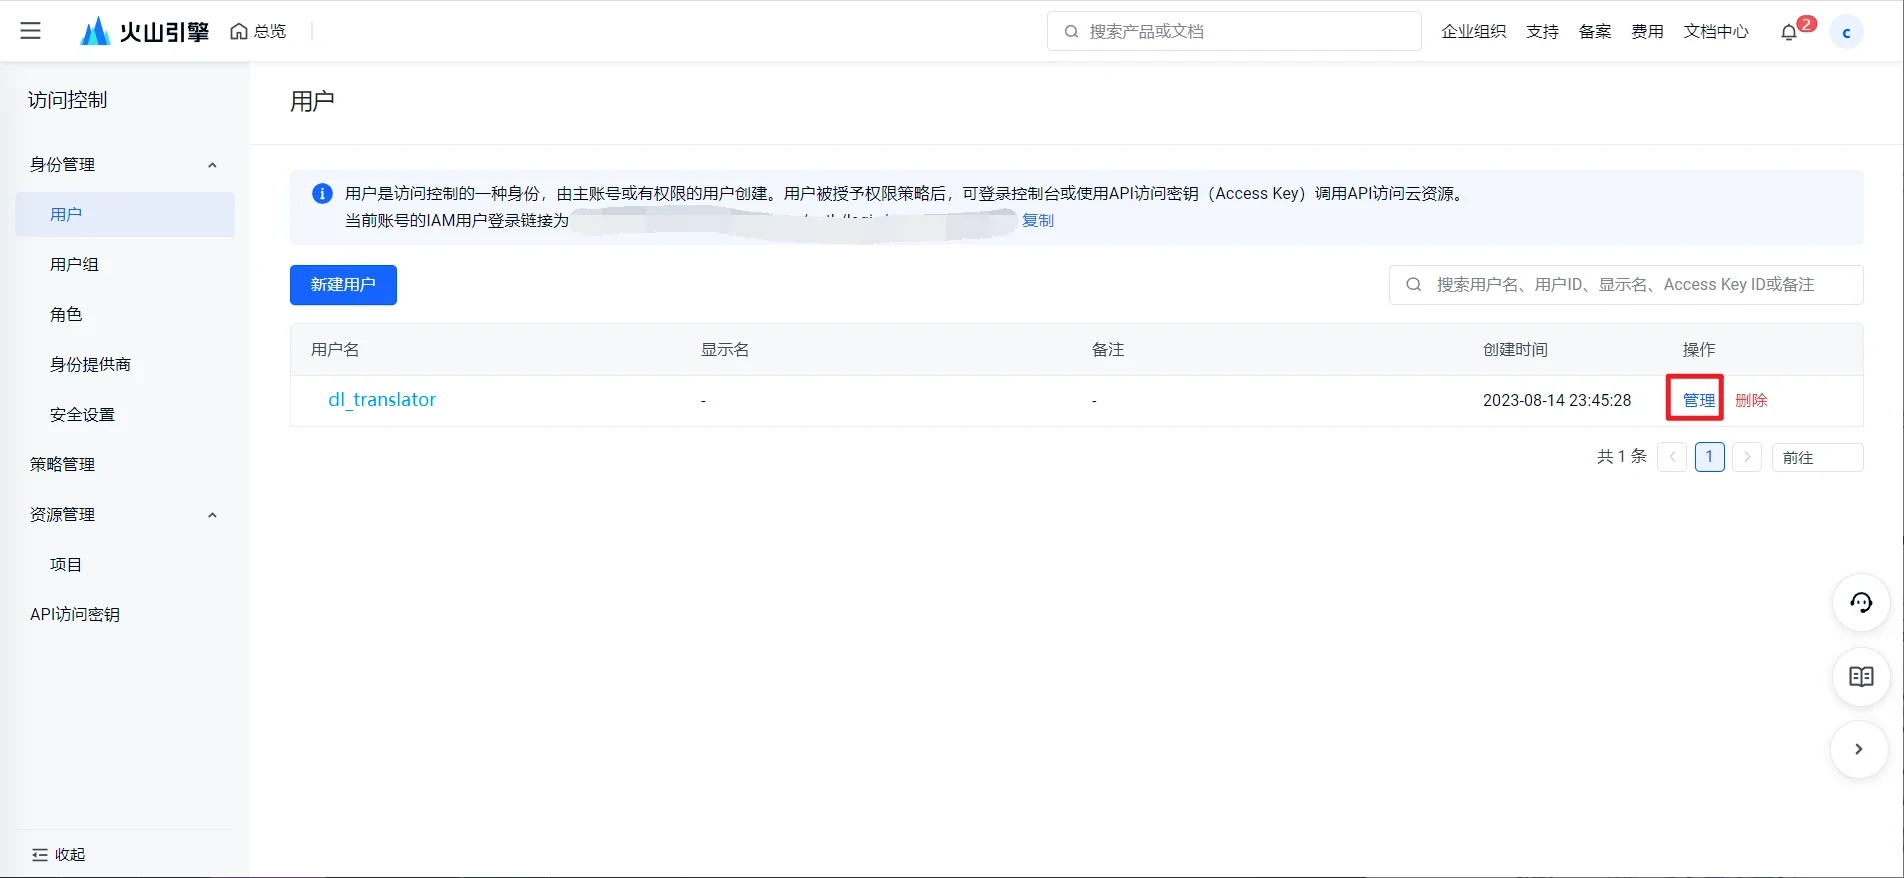 火山引擎
总览
搜索产品或文档
企业组织
支持
备案
费用
文档中心
2
c
访问控制
身份管理
用户
用户组
角色
身份提供商
安全设置
策略管理
资源管理
项目
API访问密钥
收起
用户
用户是访问控制的一种身份，由主账号或有权限的用户创建。用户被授予权限策略后，可登录控制台或使用API访问密钥（Access Key）调用API访问云资源。
当前账号的IAM用户登录链接为 复制
新建用户
搜索用户名、用户ID、显示名、Access Key ID或备注
用户名 显示名 备注 创建时间 操作
dl_translator - - 2023-08-14 23:45:28 管理 删除
共 1 条 1 前往